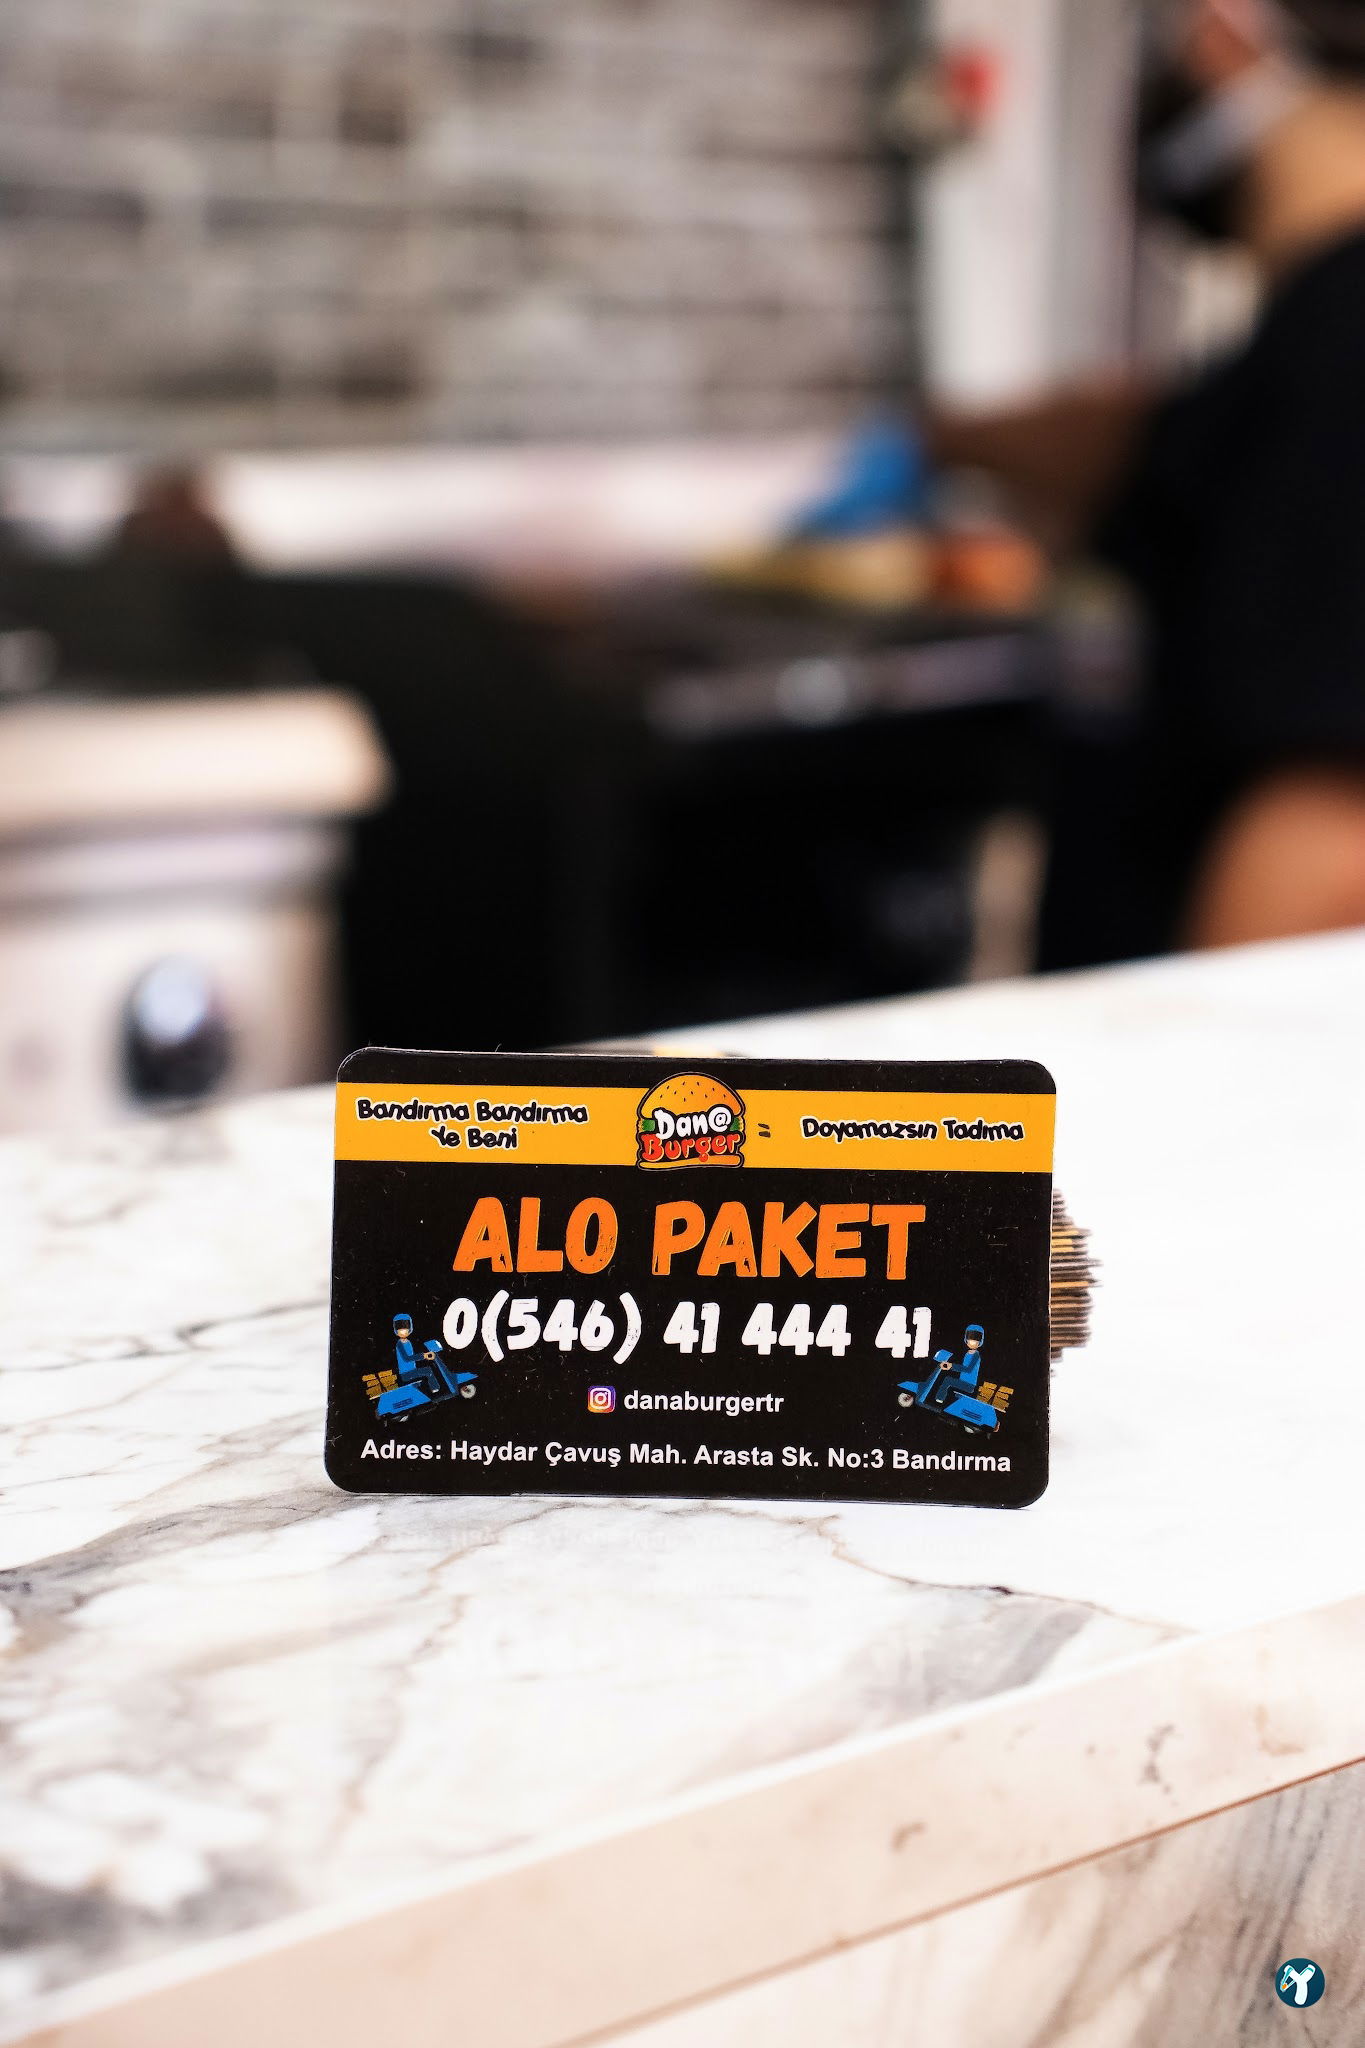 Bandırma Bandırma
Ye Beni
Dan@
Burger
Doyamazsın Tadıma
ALO PAKET
0(546) 41 444 41
danaburgertr
Adres: Haydar Çavuş Mah. Arasta Sk. No:3 Bandırma